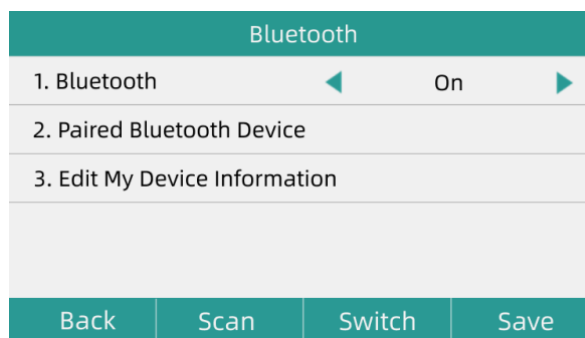 Bluetooth
1. Bluetooth On
2. Paired Bluetooth Device
3. Edit My Device Information
Back Scan Switch Save